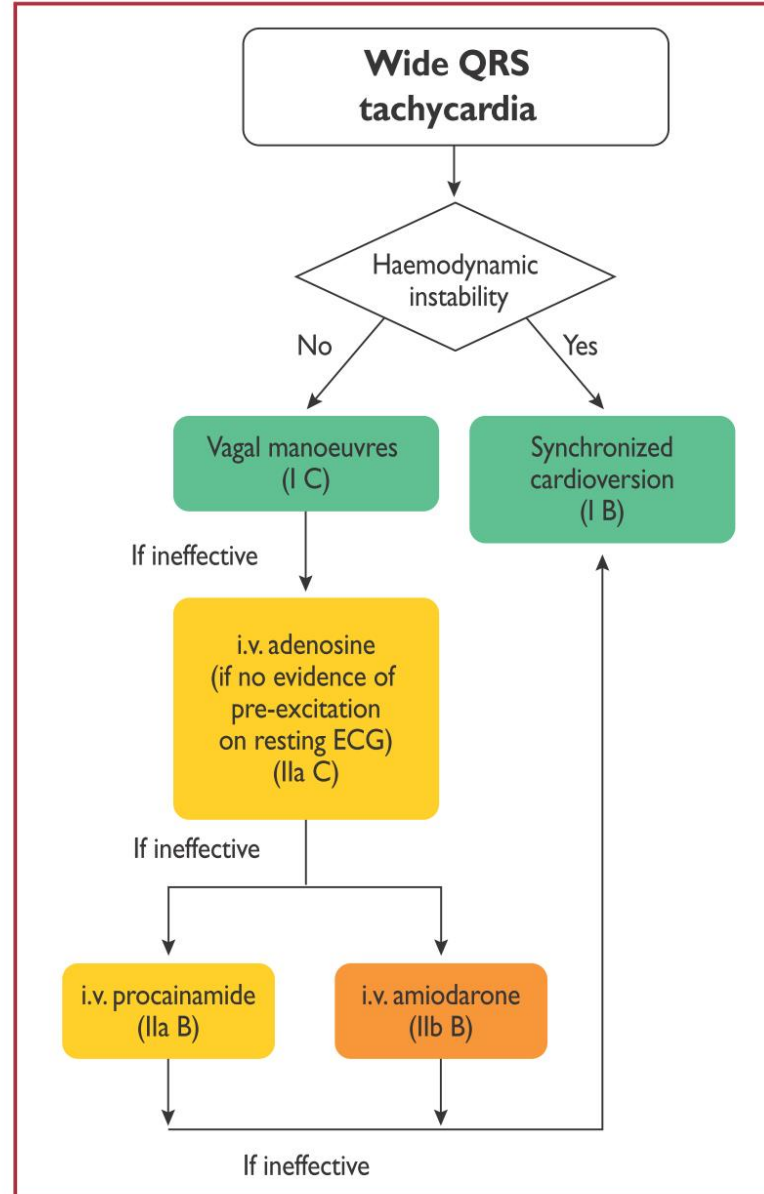 Wide QRS
tachycardia
Haemodynamic
instability
No
Yes
Vagal manoeuvres
(I C)
Synchronized
cardioversion
(I B)
If ineffective
i.v. adenosine
(if no evidence of
pre-excitation
on resting ECG)
(IIa C)
If ineffective
i.v. procainamide
(IIa B)
i.v. amiodarone
(IIb B)
If ineffective